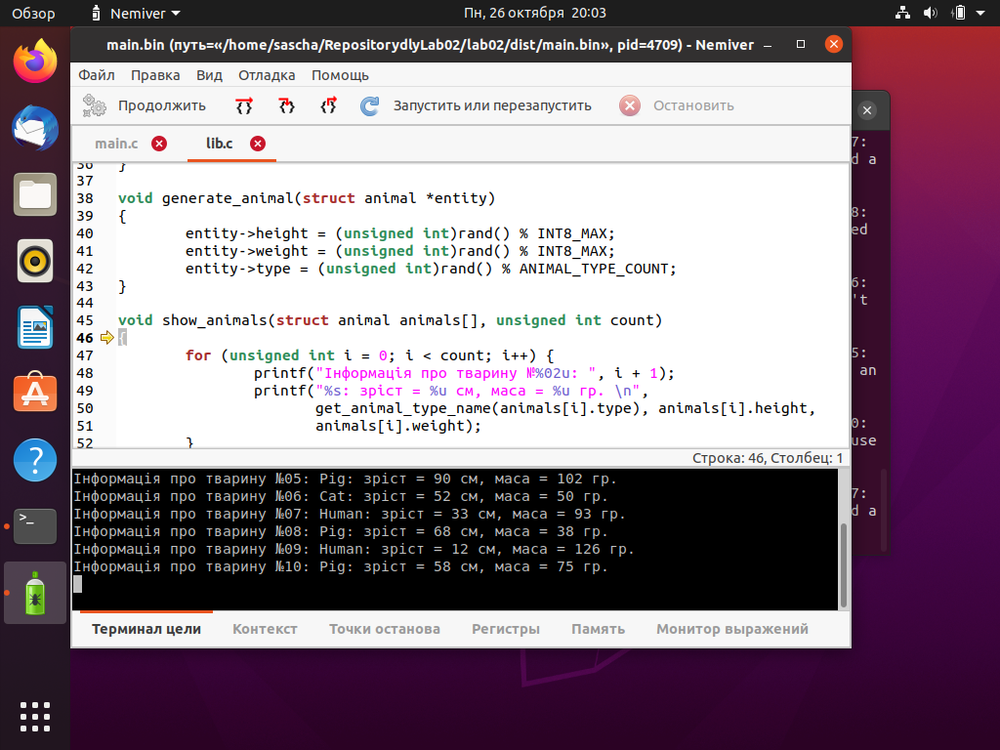 Обзор
Nemiver
Пн, 26 октября 20:03
main.bin (путь=«/home/sascha/RepositorydlyLab02/lab02/dist/main.bin», pid=4709) - Nemiver
Файл Правка Вид Отладка Помощь
Продолжить Запустить или перезапустить Остановить
main.c lib.c
36 }
37
38 void generate_animal(struct animal *entity)
39 {
40 entity->height = (unsigned int)rand() % INT8_MAX;
41 entity->weight = (unsigned int)rand() % INT8_MAX;
42 entity->type = (unsigned int)rand() % ANIMAL_TYPE_COUNT;
43 }
44
45 void show_animals(struct animal animals[], unsigned int count)
46 {
47 for (unsigned int i = 0; i < count; i++) {
48 printf("Інформація про тварину №%02u: ", i + 1);
49 printf("%s: зріст = %u см, маса = %u гр. \n",
50 get_animal_type_name(animals[i].type), animals[i].height,
51 animals[i].weight);
52 }
Строка: 46, Столбец: 1
Інформація про тварину №05: Pig: зріст = 90 см, маса = 102 гр.
Інформація про тварину №06: Cat: зріст = 52 см, маса = 50 гр.
Інформація про тварину №07: Human: зріст = 33 см, маса = 93 гр.
Інформація про тварину №08: Pig: зріст = 68 см, маса = 38 гр.
Інформація про тварину №09: Human: зріст = 12 см, маса = 126 гр.
Інформація про тварину №10: Pig: зріст = 58 см, маса = 75 гр.
Терминал цели Контекст Точки останова Регистры Память Монитор выражений
7:
d a
8:
ed
6:
't
5:
an
0:
use
7:
d a